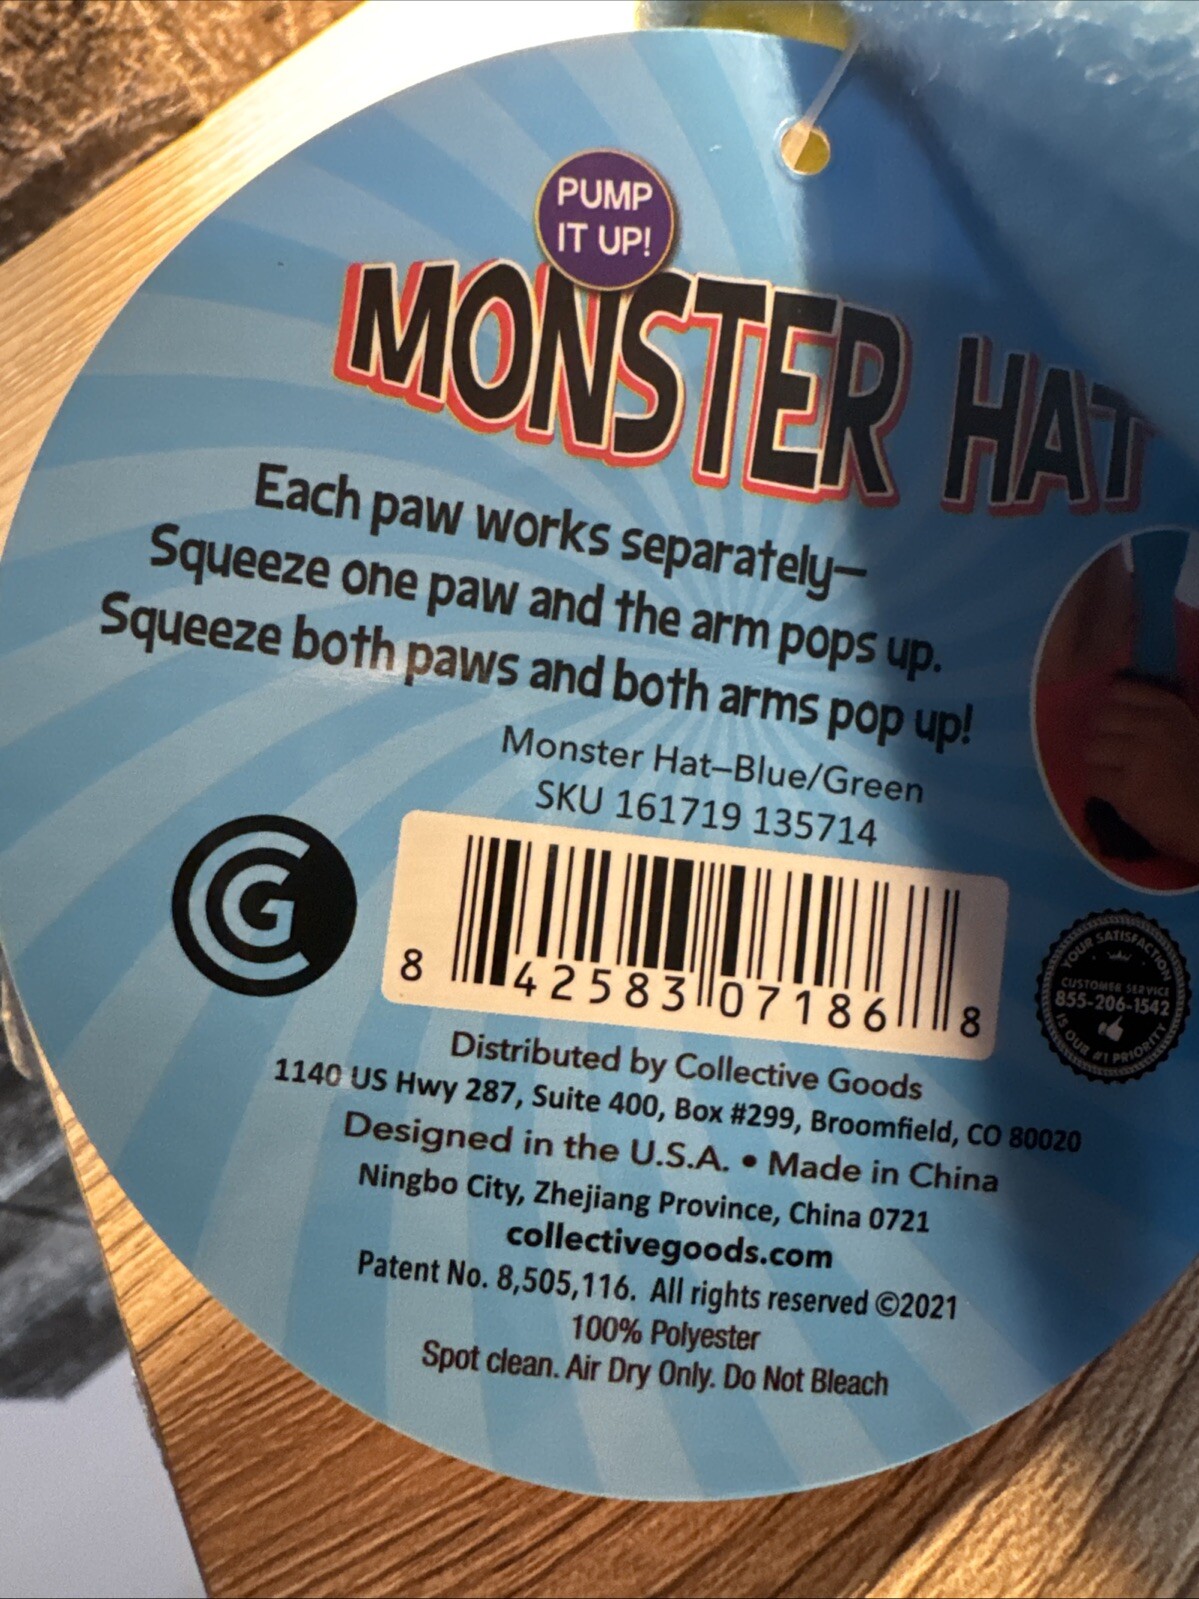 PUMP
IT UP!
MONSTER HAT
Each paw works separately—
Squeeze one paw and the arm pops up.
Squeeze both paws and both arms pop up!
Monster Hat–Blue/Green
SKU 161719 135714
CG
8 42583 07186 8
YOUR SATISFACTION
CUSTOMER SERVICE
855-206-1542
IS OUR #1 PRIORITY
Distributed by Collective Goods
1140 US Hwy 287, Suite 400, Box #299, Broomfield, CO 80020
Designed in the U.S.A. • Made in China
Ningbo City, Zhejiang Province, China 0721
collectivegoods.com
Patent No. 8,505,116. All rights reserved ©2021
100% Polyester
Spot clean. Air Dry Only. Do Not Bleach